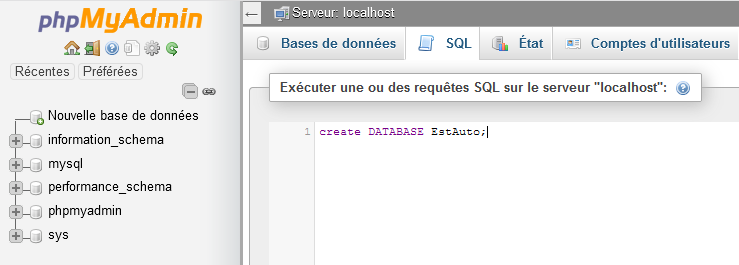 phpMyAdmin
Récentes Préférées
Nouvelle base de données
information_schema
mysql
performance_schema
phpmyadmin
sys
← Serveur: localhost
Bases de données SQL État Comptes d'utilisateurs
Exécuter une ou des requêtes SQL sur le serveur "localhost":
1 create DATABASE EstAuto;